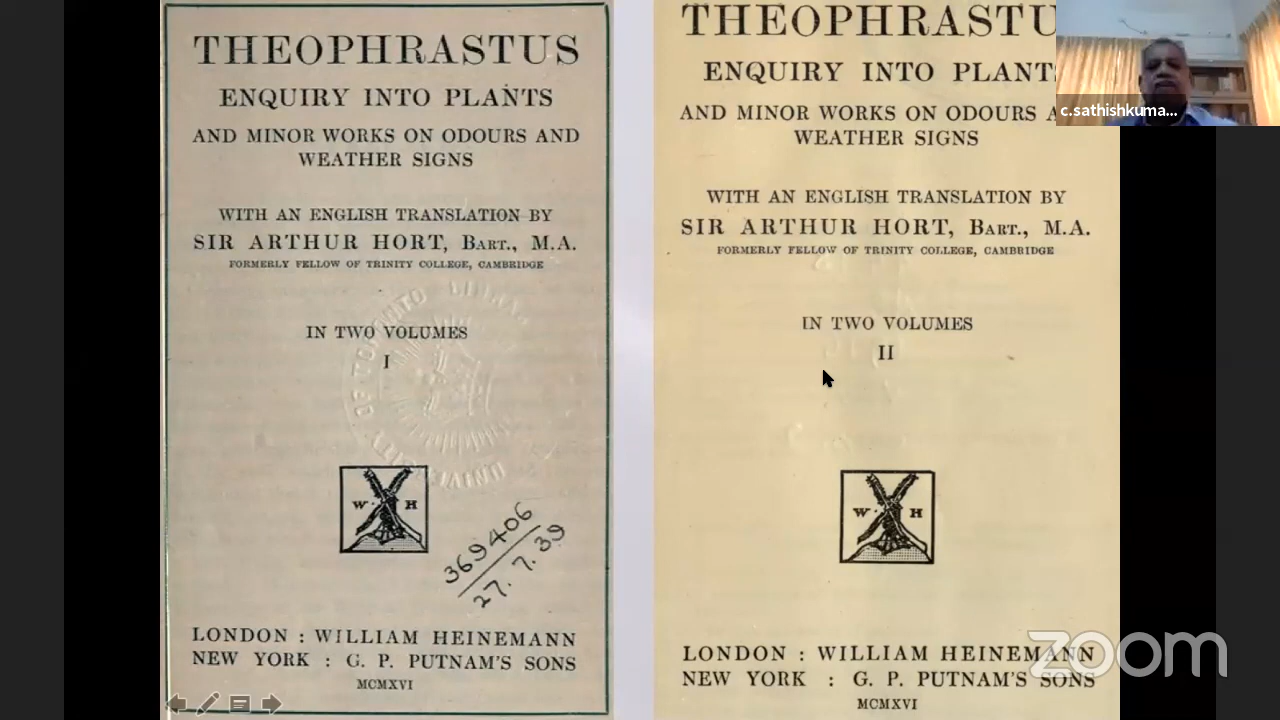 THEOPHRASTUS
ENQUIRY INTO PLANTS
AND MINOR WORKS ON ODOURS AND
WEATHER SIGNS
WITH AN ENGLISH TRANSLATION BY
SIR ARTHUR HORT, BART., M.A.
FORMERLY FELLOW OF TRINITY COLLEGE, CAMBRIDGE
IN TWO VOLUMES
I
W H
369406
27. 7. 39
LONDON : WILLIAM HEINEMANN
NEW YORK : G. P. PUTNAM'S SONS
MCMXVI
THEOPHRASTU
ENQUIRY INTO PLANTS
AND MINOR WORKS ON ODOURS A
WEATHER SIGNS
WITH AN ENGLISH TRANSLATION BY
SIR ARTHUR HORT, BART., M.A.
FORMERLY FELLOW OF TRINITY COLLEGE, CAMBRIDGE
IN TWO VOLUMES
II
W H
LONDON : WILLIAM HEINEMANN
NEW YORK : G. P. PUTNAM'S SONS
MCMXVI
c.sathishkuma...
zoom